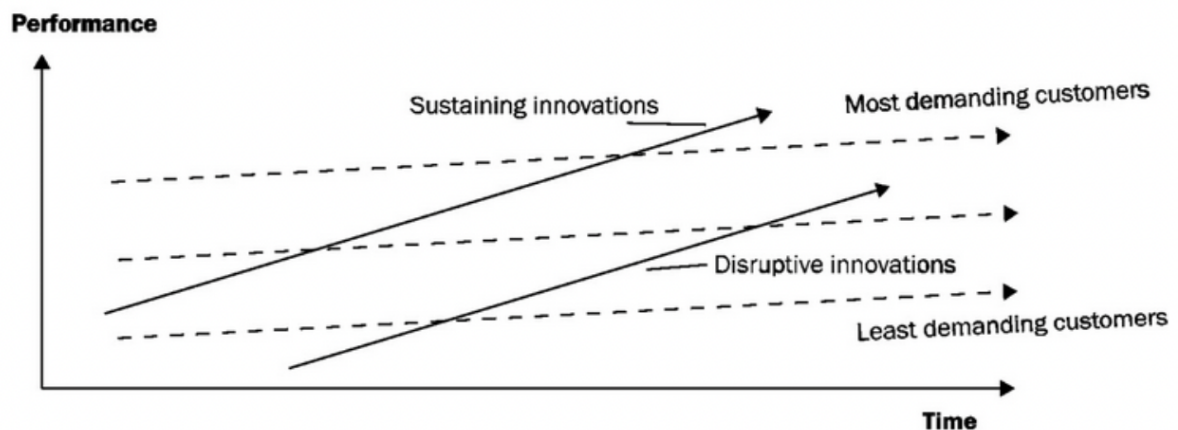 Performance
Sustaining innovations
Most demanding customers
Disruptive innovations
Least demanding customers
Time